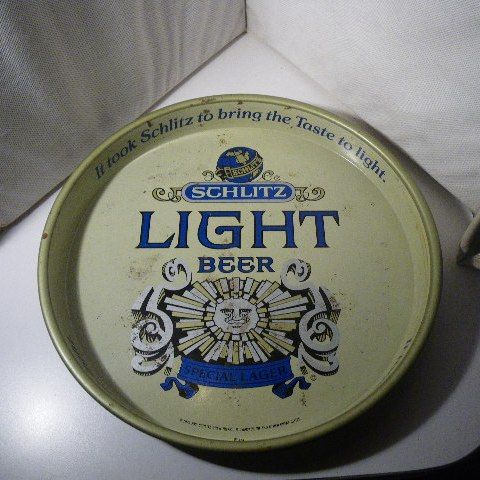 It took Schlitz to bring the Taste to light.
SCHLITZ
SCHLITZ
LIGHT
BEER
SPECIAL LAGER